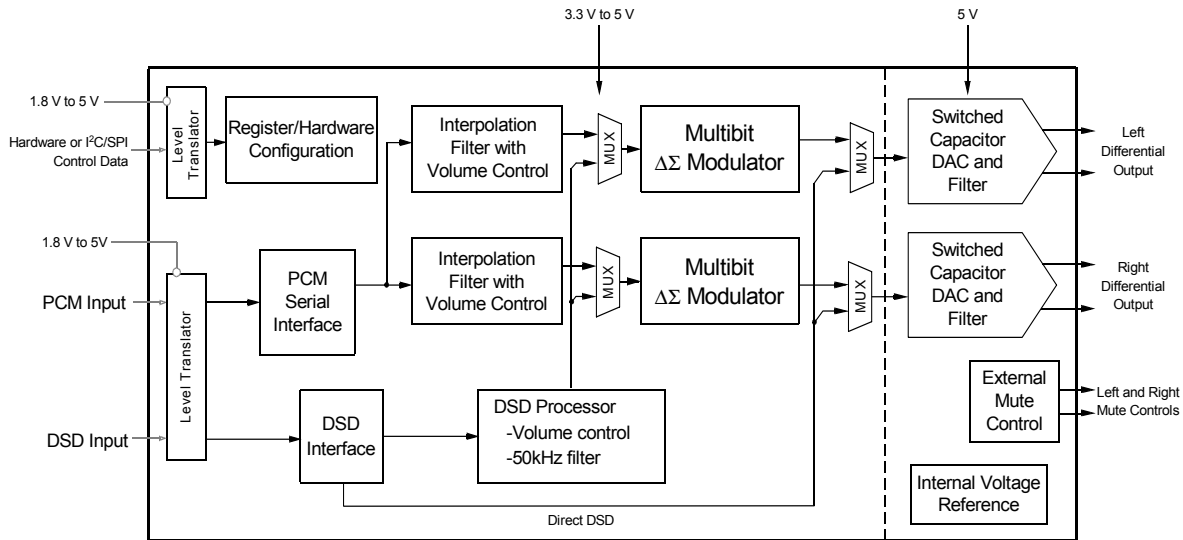 3.3 V to 5 V
5 V
1.8 V to 5 V
Hardware or I²C/SPI
Control Data
Level
Translator
Register/Hardware
Configuration
Interpolation
Filter with
Volume Control
MUX
Multibit
ΔΣ Modulator
MUX
Switched
Capacitor
DAC and
Filter
Left
Differential
Output
1.8 V to 5V
PCM Input
Level Translator
PCM
Serial
Interface
Interpolation
Filter with
Volume Control
MUX
Multibit
ΔΣ Modulator
MUX
Switched
Capacitor
DAC and
Filter
Right
Differential
Output
DSD Input
DSD
Interface
DSD Processor
-Volume control
-50kHz filter
Direct DSD
External
Mute
Control
Left and Right
Mute Controls
Internal Voltage
Reference